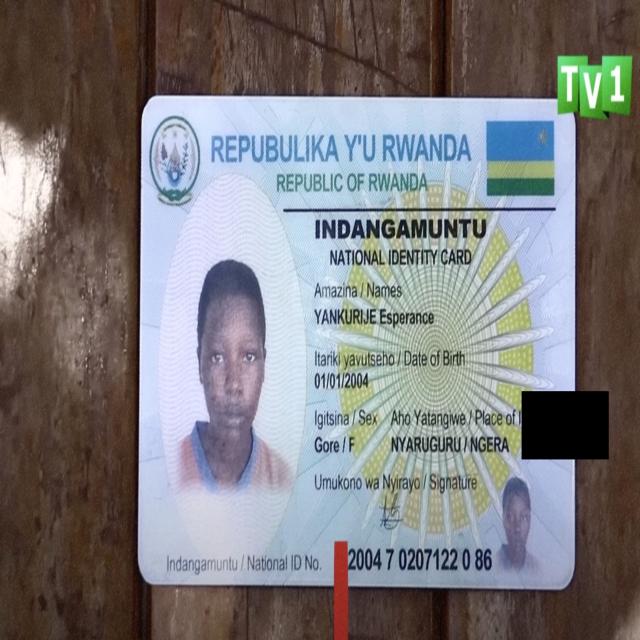 TV1
REPUBULIKA Y'U RWANDA
REPUBLIC OF RWANDA
INDANGAMUNTU
NATIONAL IDENTITY CARD
Amazina / Names
YANKURIJE Esperance
Itariki yavutseho / Date of Birth
01/01/2004
Igitsina / Sex Aho Yatangiwe / Place of
Gore / F NYARUGURU / NGERA
Umukono wa Nyirayo / Signature
Indangamuntu / National ID No. 2004 7 0207122 0 86